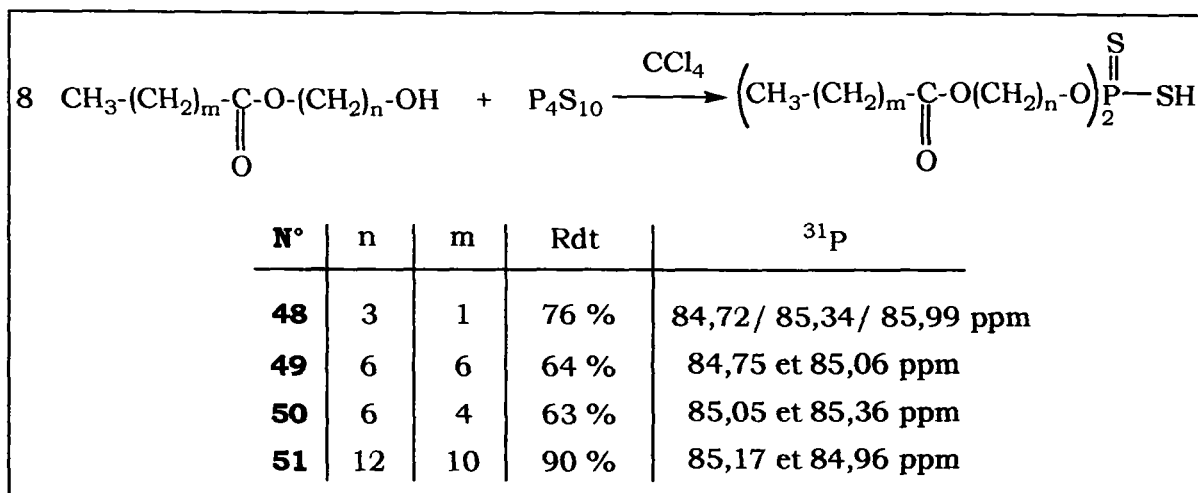 CCl₄
8 CH₃-(CH₂)ₘ-C-O-(CH₂)ₙ-OH + P₄S₁₀ (CH₃-(CH₂)ₘ-C-O(CH₂)ₙ-O)₂P-SH
S
O O
N° n m Rdt ³¹P
48 3 1 76 % 84,72/ 85,34/ 85,99 ppm
49 6 6 64 % 84,75 et 85,06 ppm
50 6 4 63 % 85,05 et 85,36 ppm
51 12 10 90 % 85,17 et 84,96 ppm